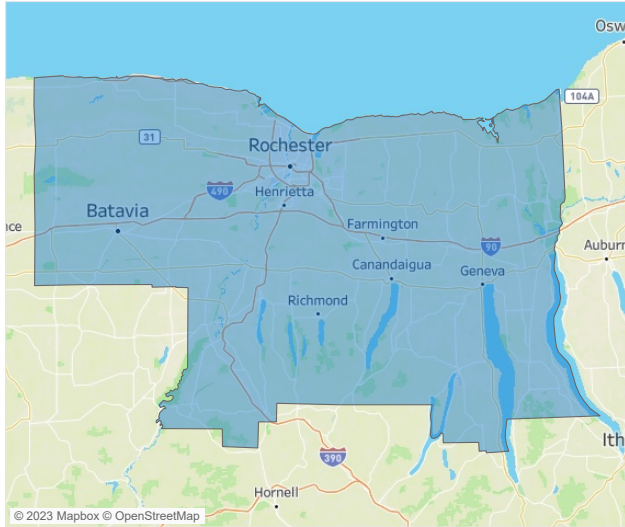 Osw
104A
31
Rochester
490
Henrietta
Batavia
nce
Farmington
90
Auburn
Canandaigua
Geneva
Richmond
Ith
390
Hornell
© 2023 Mapbox © OpenStreetMap